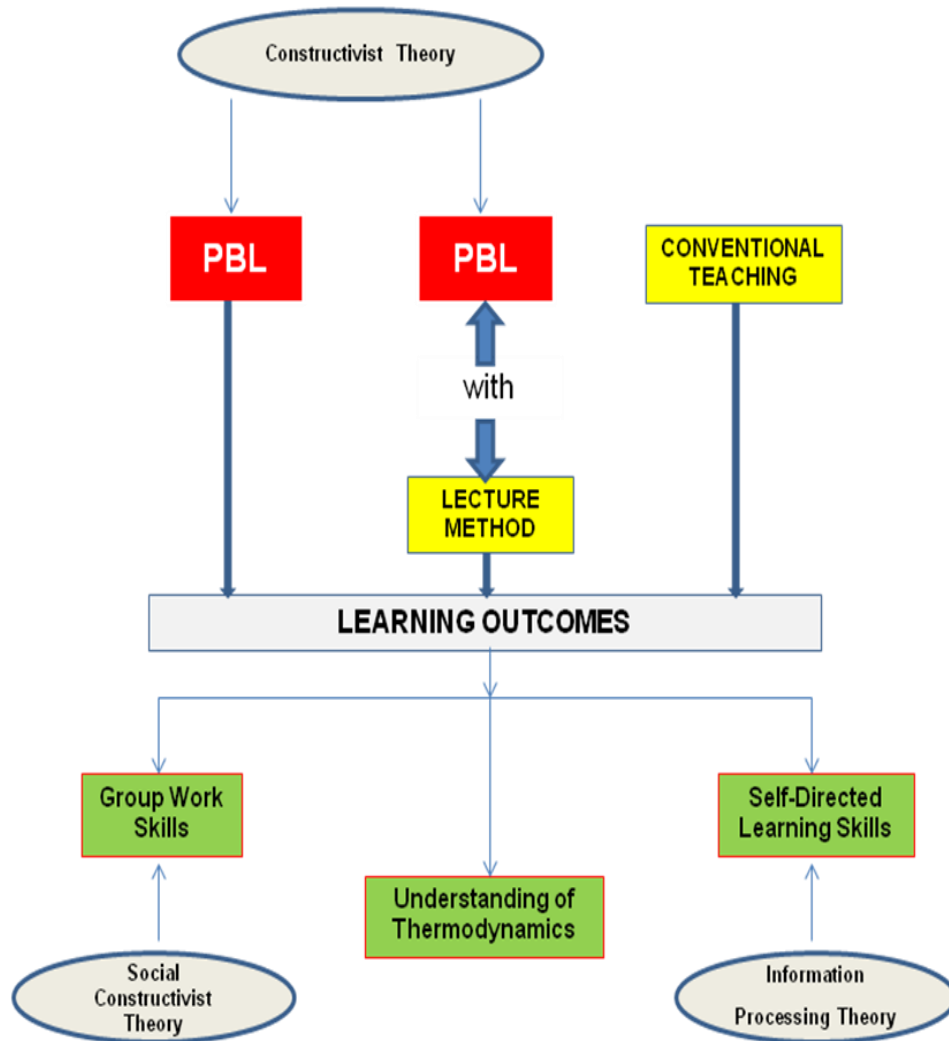 Constructivist Theory
PBL
PBL
CONVENTIONAL
TEACHING
with
LECTURE
METHOD
LEARNING OUTCOMES
Group Work
Skills
Self-Directed
Learning Skills
Understanding of
Thermodynamics
Social
Constructivist
Theory
Information
Processing Theory